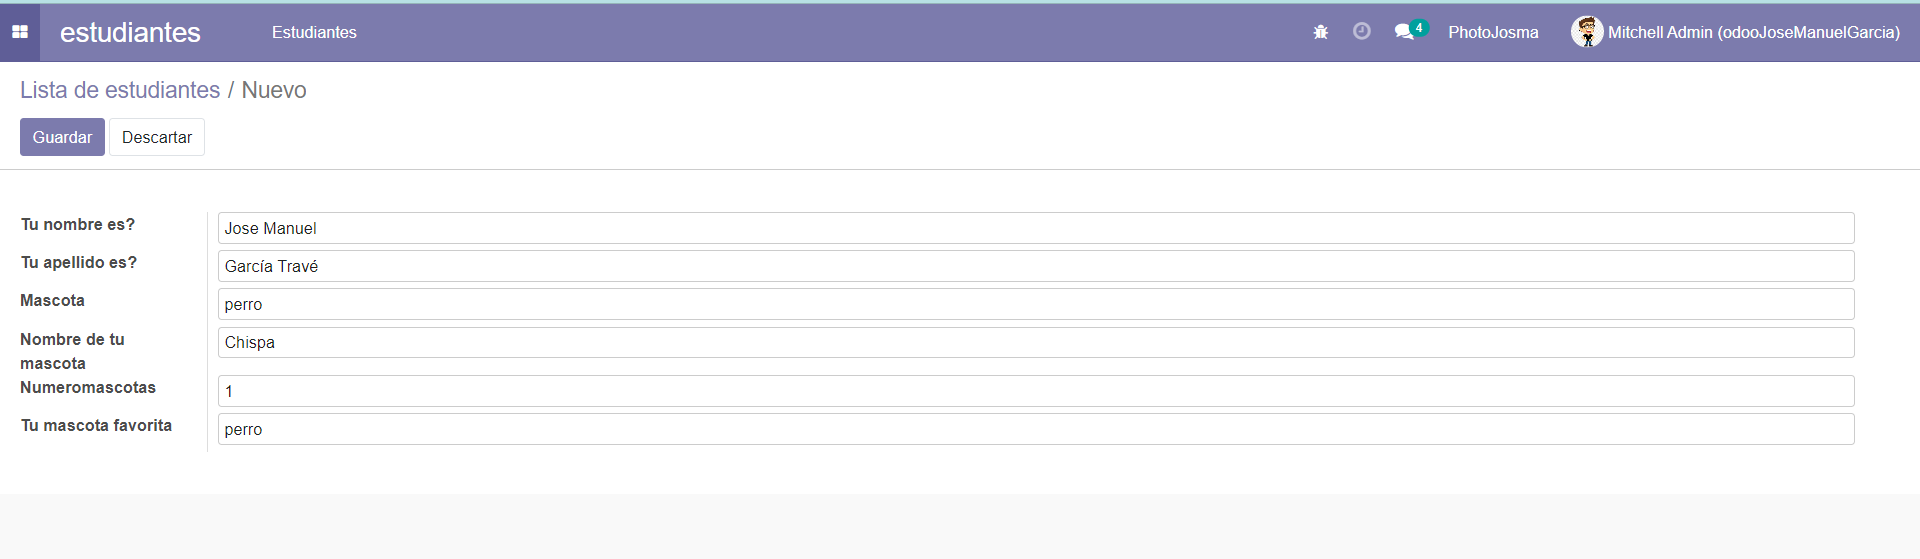 estudiantes Estudiantes 4 PhotoJosma Mitchell Admin (odooJoseManuelGarcia)
Lista de estudiantes / Nuevo
Guardar Descartar
Tu nombre es? Jose Manuel
Tu apellido es? García Travé
Mascota perro
Nombre de tu mascota Chispa
Numeromascotas 1
Tu mascota favorita perro